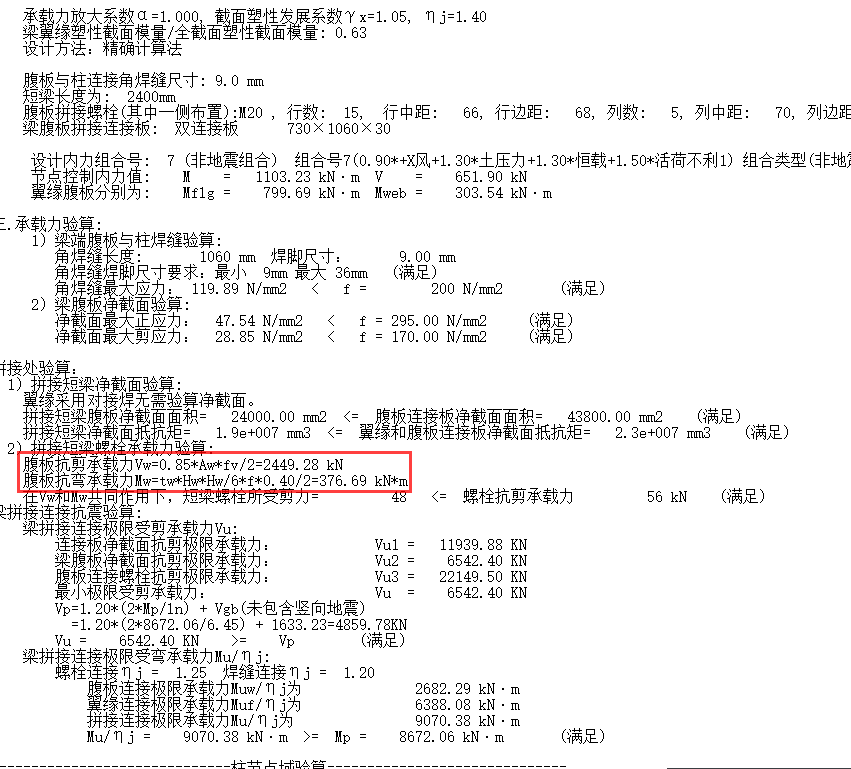 承载力放大系数α=1.000, 截面塑性发展系数γx=1.05, ηj=1.40
梁翼缘塑性截面模量/全截面塑性截面模量: 0.63
设计方法: 精确计算法
腹板与柱连接角焊缝尺寸: 9.0 mm
短梁长度为: 2400mm
腹板拼接螺栓(其中一侧布置):M20 , 行数: 15, 行中距: 66, 行边距: 68, 列数: 5, 列中距: 70, 列边距
梁腹板拼接连接板: 双连接板 730×1060×30
设计内力组合号: 7 (非地震组合) 组合号7(0.90*+X风+1.30*土压力+1.30*恒载+1.50*活荷不利1) 组合类型(非地
节点控制内力值: M = 1103.23 kN·m V = 651.90 kN
翼缘腹板分别为: Mflg = 799.69 kN·m Mweb = 303.54 kN·m
三.承载力验算:
1) 梁端腹板与柱焊缝验算:
角焊缝长度: 1060 mm 焊脚尺寸: 9.00 mm
角焊缝焊脚尺寸要求: 最小 9mm 最大 36mm (满足)
角焊缝最大应力: 119.89 N/mm2 < f = 200 N/mm2 (满足)
2) 梁腹板净截面验算:
净截面最大正应力: 47.54 N/mm2 < f = 295.00 N/mm2 (满足)
净截面最大剪应力: 28.85 N/mm2 < f = 170.00 N/mm2 (满足)
拼接处验算:
1) 拼接短梁净截面验算:
翼缘采用对接焊无需验算净截面。
拼接短梁腹板净截面面积= 24000.00 mm2 <= 腹板连接板净截面面积= 43800.00 mm2 (满足)
拼接短梁净截面抵抗矩= 1.9e+007 mm3 <= 翼缘和腹板连接板净截面抵抗矩= 2.3e+007 mm3 (满足)
2) 拼接短梁螺栓承载力验算:
腹板抗剪承载力Vw=0.85*Aw*fv/2=2449.28 kN
腹板抗弯承载力Mw=tw*Hw*Hw/6*f*0.40/2=376.69 kN*m
在Vw和Mw共同作用下, 短梁螺栓所受剪力= 48 <= 螺栓抗剪承载力 56 kN (满足)
梁拼接连接抗震验算:
梁拼接连接极限受剪承载力Vu:
连接板净截面抗剪极限承载力: Vu1 = 11939.88 KN
梁腹板净截面抗剪极限承载力: Vu2 = 6542.40 KN
腹板连接螺栓抗剪极限承载力: Vu3 = 22149.50 KN
最小极限受剪承载力: Vu = 6542.40 KN
Vp=1.20*(2*Mp/ln) + Vgb(未包含竖向地震)
=1.20*(2*8672.06/6.45) + 1633.23=4859.78KN
Vu = 6542.40 KN >= Vp (满足)
梁拼接连接极限受弯承载力Mu/ηj:
螺栓连接ηj = 1.25 焊缝连接ηj = 1.20
腹板连接极限承载力Muw/ηj为 2682.29 kN·m
翼缘连接极限承载力Muf/ηj为 6388.08 kN·m
拼接连接极限承载力Mu/ηj为 9070.38 kN·m
Mu/ηj = 9070.38 kN·m >= Mp = 8672.06 kN·m (满足)
-----------------------------柱节点域验算------------------------------